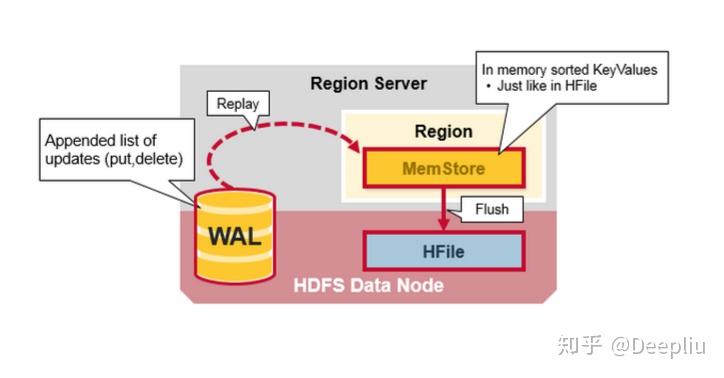 In memory sorted KeyValues
• Just like in HFile
Region Server
Replay
Region
Appended list of
updates (put,delete)
MemStore
Flush
WAL
HFile
HDFS Data Node
知乎 @Deepliu